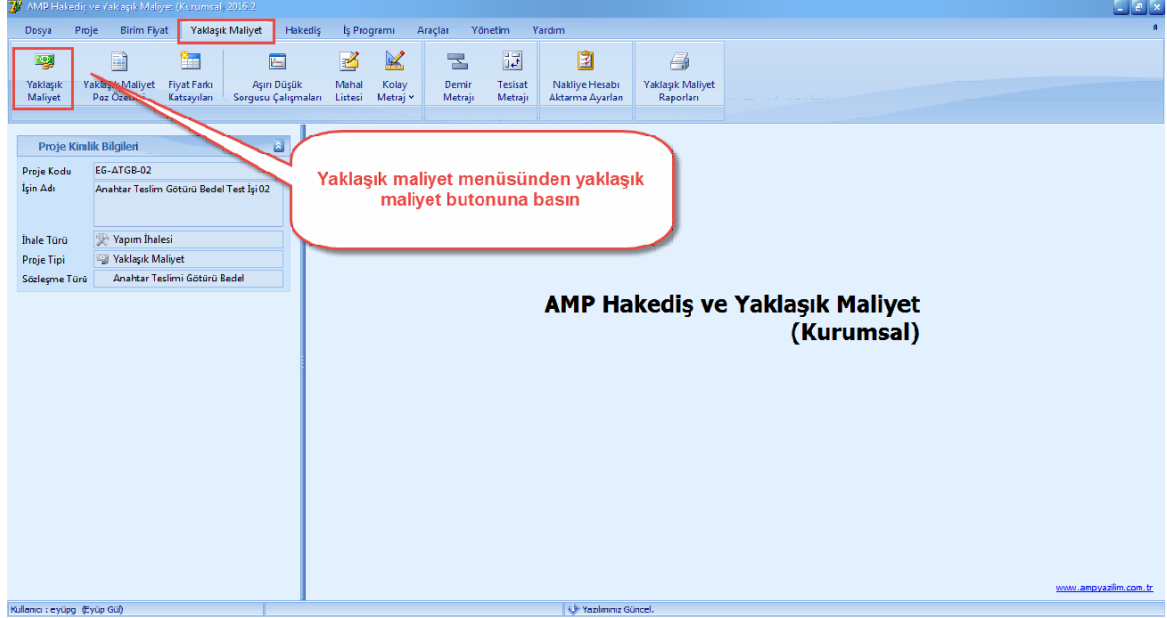 AMP Hakediş ve Yaklaşık Maliyet (Kurumsal) 2016-2
Dosya Proje Birim Fiyat Yaklaşık Maliyet Hakediş İş Programı Araçlar Yönetim Yardım
Yaklaşık Maliyet
Yaklaşık Maliyet Poz Özetleri
Fiyat Farkı Katsayıları
Aşırı Düşük Sorgusu Çalışmaları
Mahal Listesi
Kolay Metraj
Demir Metrajı
Tesisat Metrajı
Nakliye Hesabı Aktarma Ayarları
Yaklaşık Maliyet Raporları
Proje Kimlik Bilgileri
Proje Kodu EG-ATGB-02
İşin Adı Anahtar Teslim Götürü Bedel Test İşi 02
İhale Türü Yapım İhalesi
Proje Tipi Yaklaşık Maliyet
Sözleşme Türü Anahtar Teslimi Götürü Bedel
Yaklaşık maliyet menüsünden yaklaşık
maliyet butonuna basın
AMP Hakediş ve Yaklaşık Maliyet
(Kurumsal)
www.ampyazilim.com.tr
Kullanıcı : eyüpg (Eyüp Gül)
Yazılımınız Güncel.